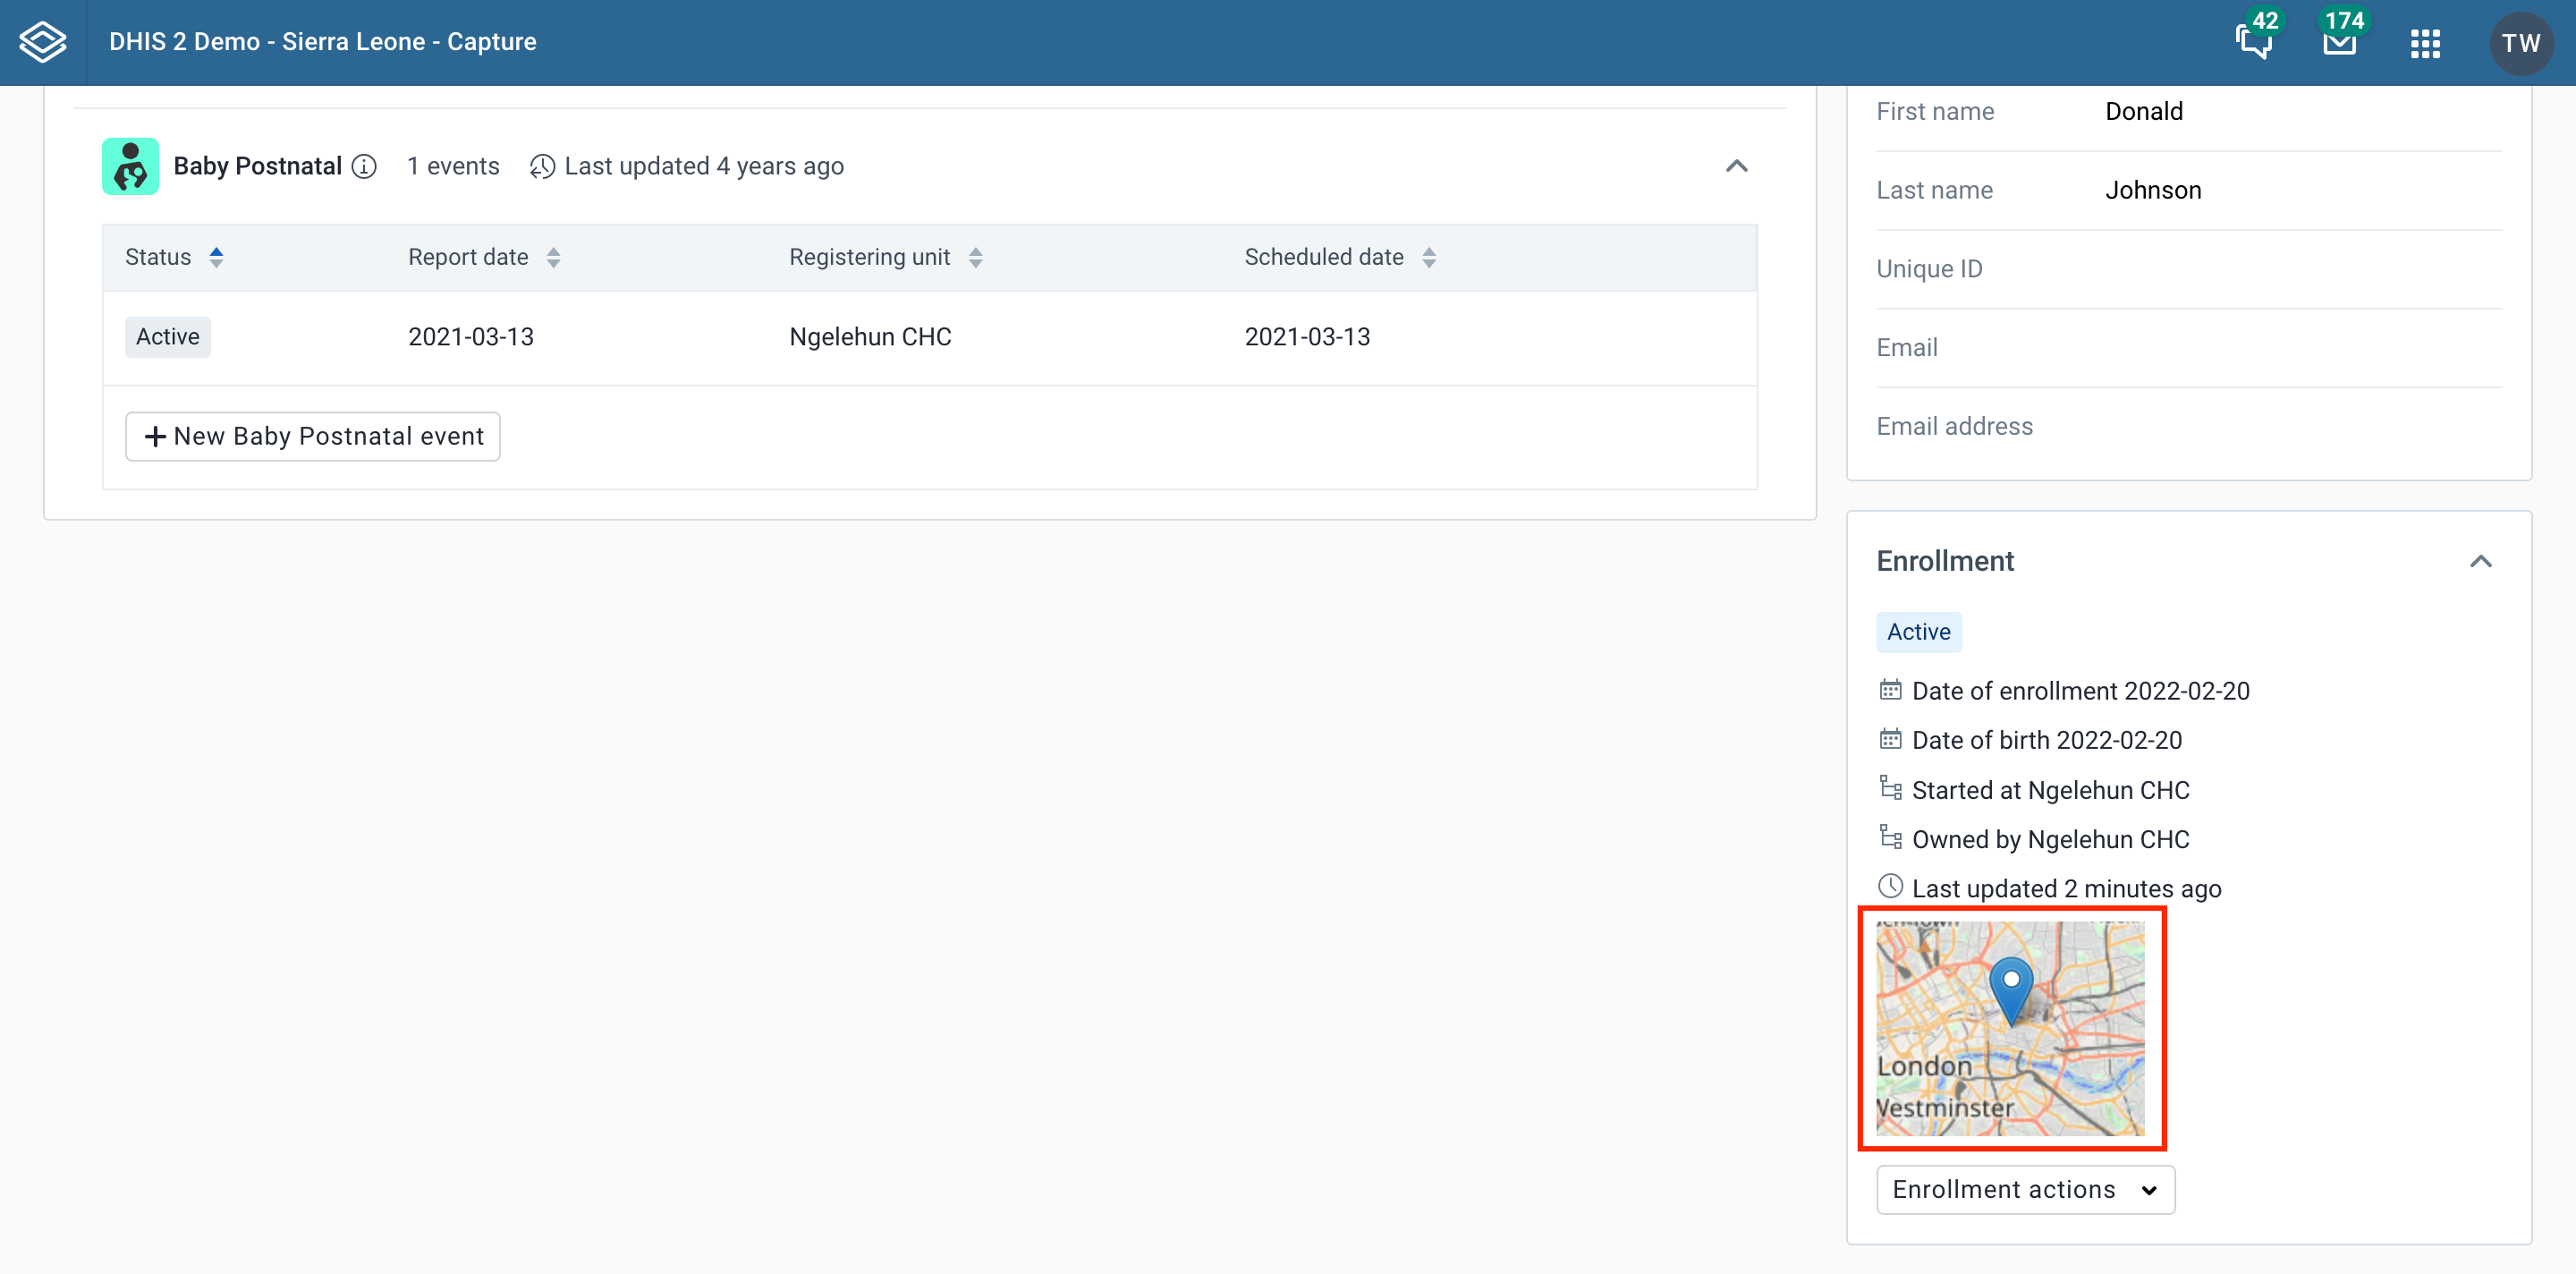 DHIS 2 Demo - Sierra Leone - Capture
42
174
TW
Baby Postnatal 1 events Last updated 4 years ago
Status Report date Registering unit Scheduled date
Active 2021-03-13 Ngelehun CHC 2021-03-13
New Baby Postnatal event
First name Donald
Last name Johnson
Unique ID
Email
Email address
Enrollment
Active
Date of enrollment 2022-02-20
Date of birth 2022-02-20
Started at Ngelehun CHC
Owned by Ngelehun CHC
Last updated 2 minutes ago
London
Westminster
Enrollment actions